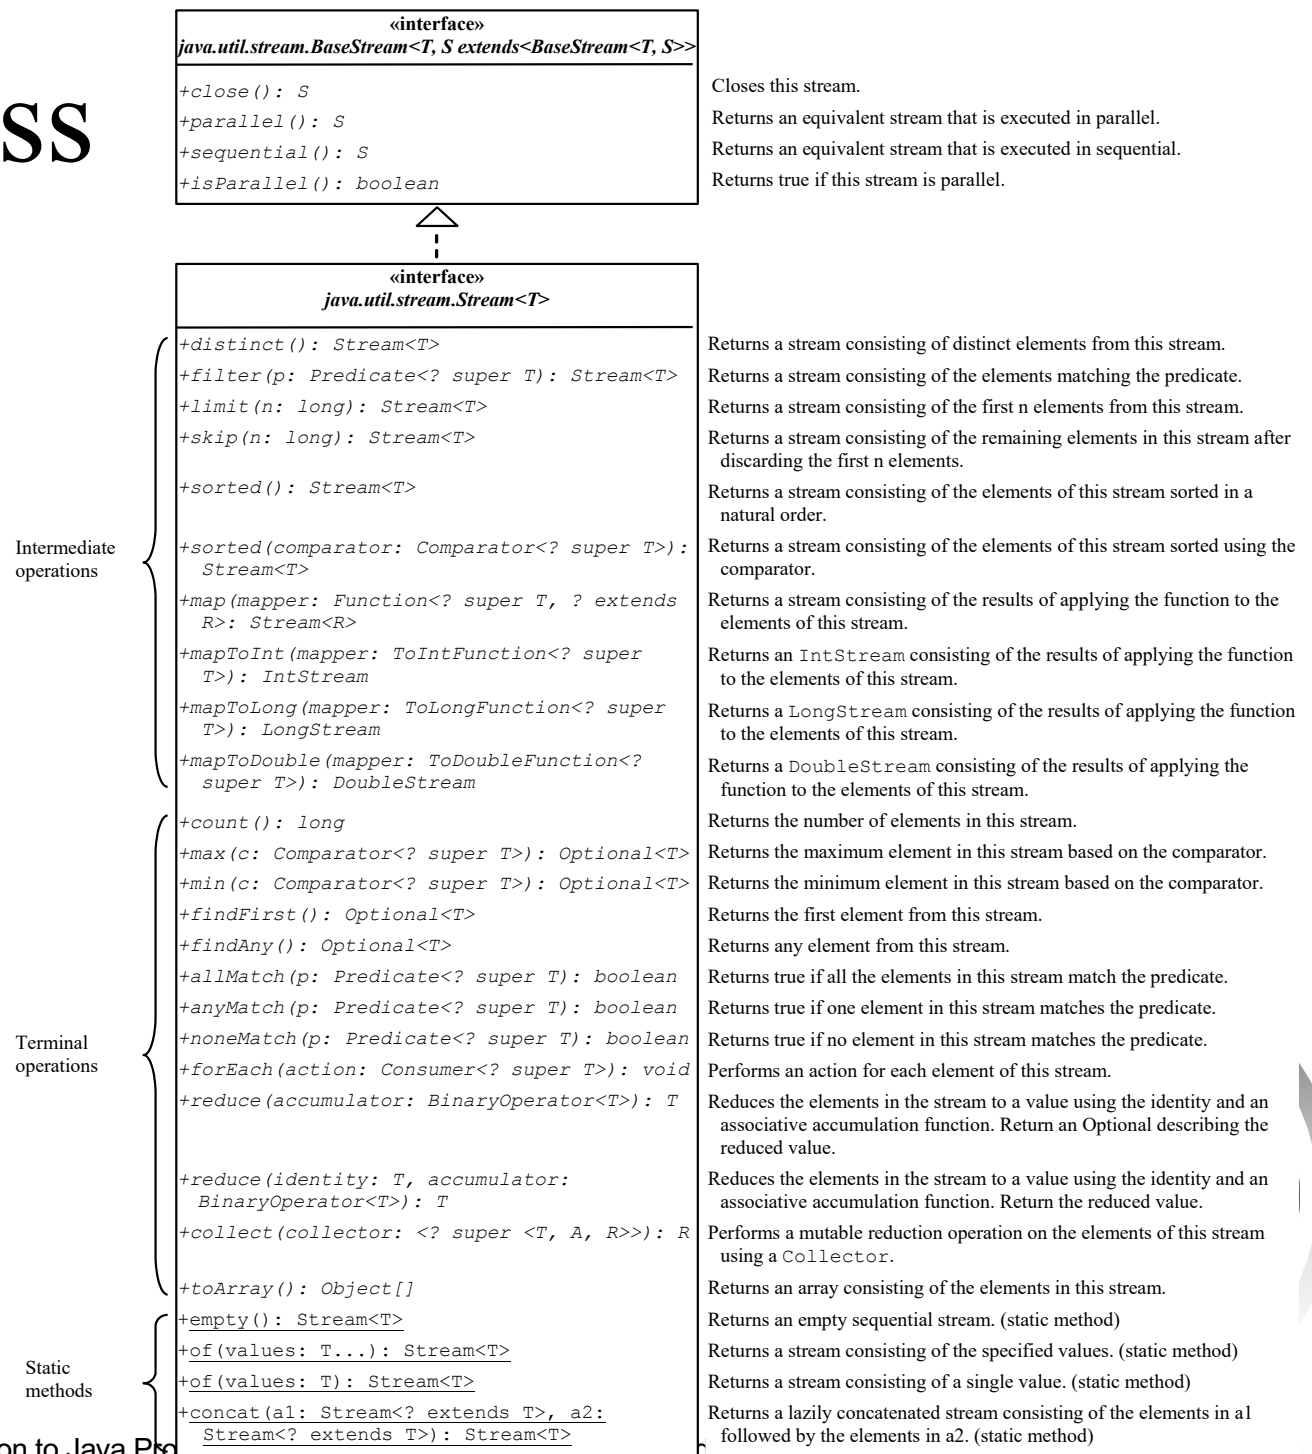 «interface»
java.util.stream.BaseStream<T, S extends<BaseStream<T, S>>
ss
+close(): S
Closes this stream.
+parallel(): S
Returns an equivalent stream that is executed in parallel.
+sequential(): S
Returns an equivalent stream that is executed in sequential.
+isParallel(): boolean
Returns true if this stream is parallel.
«interface»
java.util.stream.Stream<T>
Intermediate
operations
+distinct(): Stream<T>
Returns a stream consisting of distinct elements from this stream.
+filter(p: Predicate<? super T): Stream<T>
Returns a stream consisting of the elements matching the predicate.
+limit(n: long): Stream<T>
Returns a stream consisting of the first n elements from this stream.
+skip(n: long): Stream<T>
Returns a stream consisting of the remaining elements in this stream after
discarding the first n elements.
+sorted(): Stream<T>
Returns a stream consisting of the elements of this stream sorted in a
natural order.
+sorted(comparator: Comparator<? super T>):
Stream<T>
Returns a stream consisting of the elements of this stream sorted using the
comparator.
+map(mapper: Function<? super T, ? extends
R>: Stream<R>
Returns a stream consisting of the results of applying the function to the
elements of this stream.
+mapToInt(mapper: ToIntFunction<? super
T>): IntStream
Returns an IntStream consisting of the results of applying the function
to the elements of this stream.
+mapToLong(mapper: ToLongFunction<? super
T>): LongStream
Returns a LongStream consisting of the results of applying the function
to the elements of this stream.
+mapToDouble(mapper: ToDoubleFunction<?
super T>): DoubleStream
Returns a DoubleStream consisting of the results of applying the
function to the elements of this stream.
Terminal
operations
+count(): long
Returns the number of elements in this stream.
+max(c: Comparator<? super T>): Optional<T>
Returns the maximum element in this stream based on the comparator.
+min(c: Comparator<? super T>): Optional<T>
Returns the minimum element in this stream based on the comparator.
+findFirst(): Optional<T>
Returns the first element from this stream.
+findAny(): Optional<T>
Returns any element from this stream.
+allMatch(p: Predicate<? super T): boolean
Returns true if all the elements in this stream match the predicate.
+anyMatch(p: Predicate<? super T): boolean
Returns true if one element in this stream matches the predicate.
+noneMatch(p: Predicate<? super T): boolean
Returns true if no element in this stream matches the predicate.
+forEach(action: Consumer<? super T>): void
Performs an action for each element of this stream.
+reduce(accumulator: BinaryOperator<T>): T
Reduces the elements in the stream to a value using the identity and an
associative accumulation function. Return an Optional describing the
reduced value.
+reduce(identity: T, accumulator:
BinaryOperator<T>): T
Reduces the elements in the stream to a value using the identity and an
associative accumulation function. Return the reduced value.
+collect(collector: <? super <T, A, R>>): R
Performs a mutable reduction operation on the elements of this stream
using a Collector.
+toArray(): Object[]
Returns an array consisting of the elements in this stream.
Static
methods
+empty(): Stream<T>
Returns an empty sequential stream. (static method)
+of(values: T...): Stream<T>
Returns a stream consisting of the specified values. (static method)
+of(values: T): Stream<T>
Returns a stream consisting of a single value. (static method)
+concat(a1: Stream<? extends T>, a2:
Stream<? extends T>): Stream<T>
Returns a lazily concatenated stream consisting of the elements in a1
followed by the elements in a2. (static method)
on to Java Pro